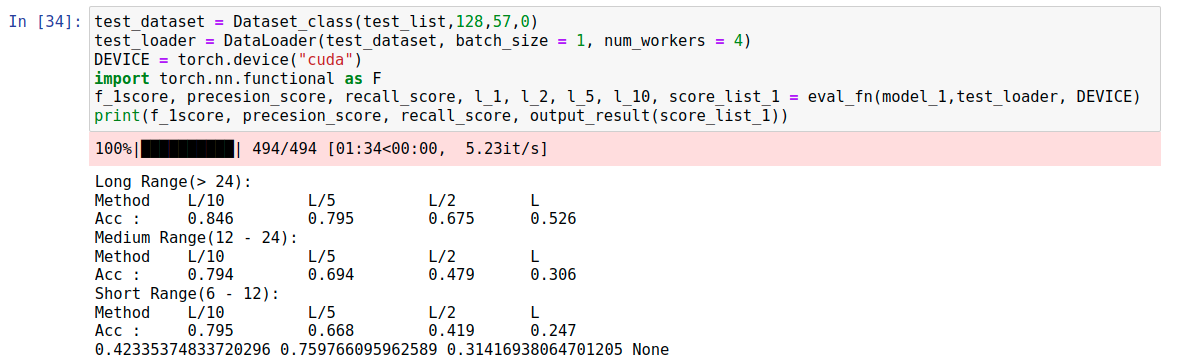 In [34]: test_dataset = Dataset_class(test_list,128,57,0)
test_loader = DataLoader(test_dataset, batch_size = 1, num_workers = 4)
DEVICE = torch.device("cuda")
import torch.nn.functional as F
f_1score, precesion_score, recall_score, l_1, l_2, l_5, l_10, score_list_1 = eval_fn(model_1,test_loader, DEVICE)
print(f_1score, precesion_score, recall_score, output_result(score_list_1))
100%|██████████| 494/494 [01:34<00:00,  5.23it/s]
Long Range(> 24):
Method    L/10         L/5          L/2        L
Acc :     0.846        0.795        0.675      0.526
Medium Range(12 - 24):
Method    L/10         L/5          L/2        L
Acc :     0.794        0.694        0.479      0.306
Short Range(6 - 12):
Method    L/10         L/5          L/2        L
Acc :     0.795        0.668        0.419      0.247
0.42335374833720296 0.759766095962589 0.31416938064701205 None